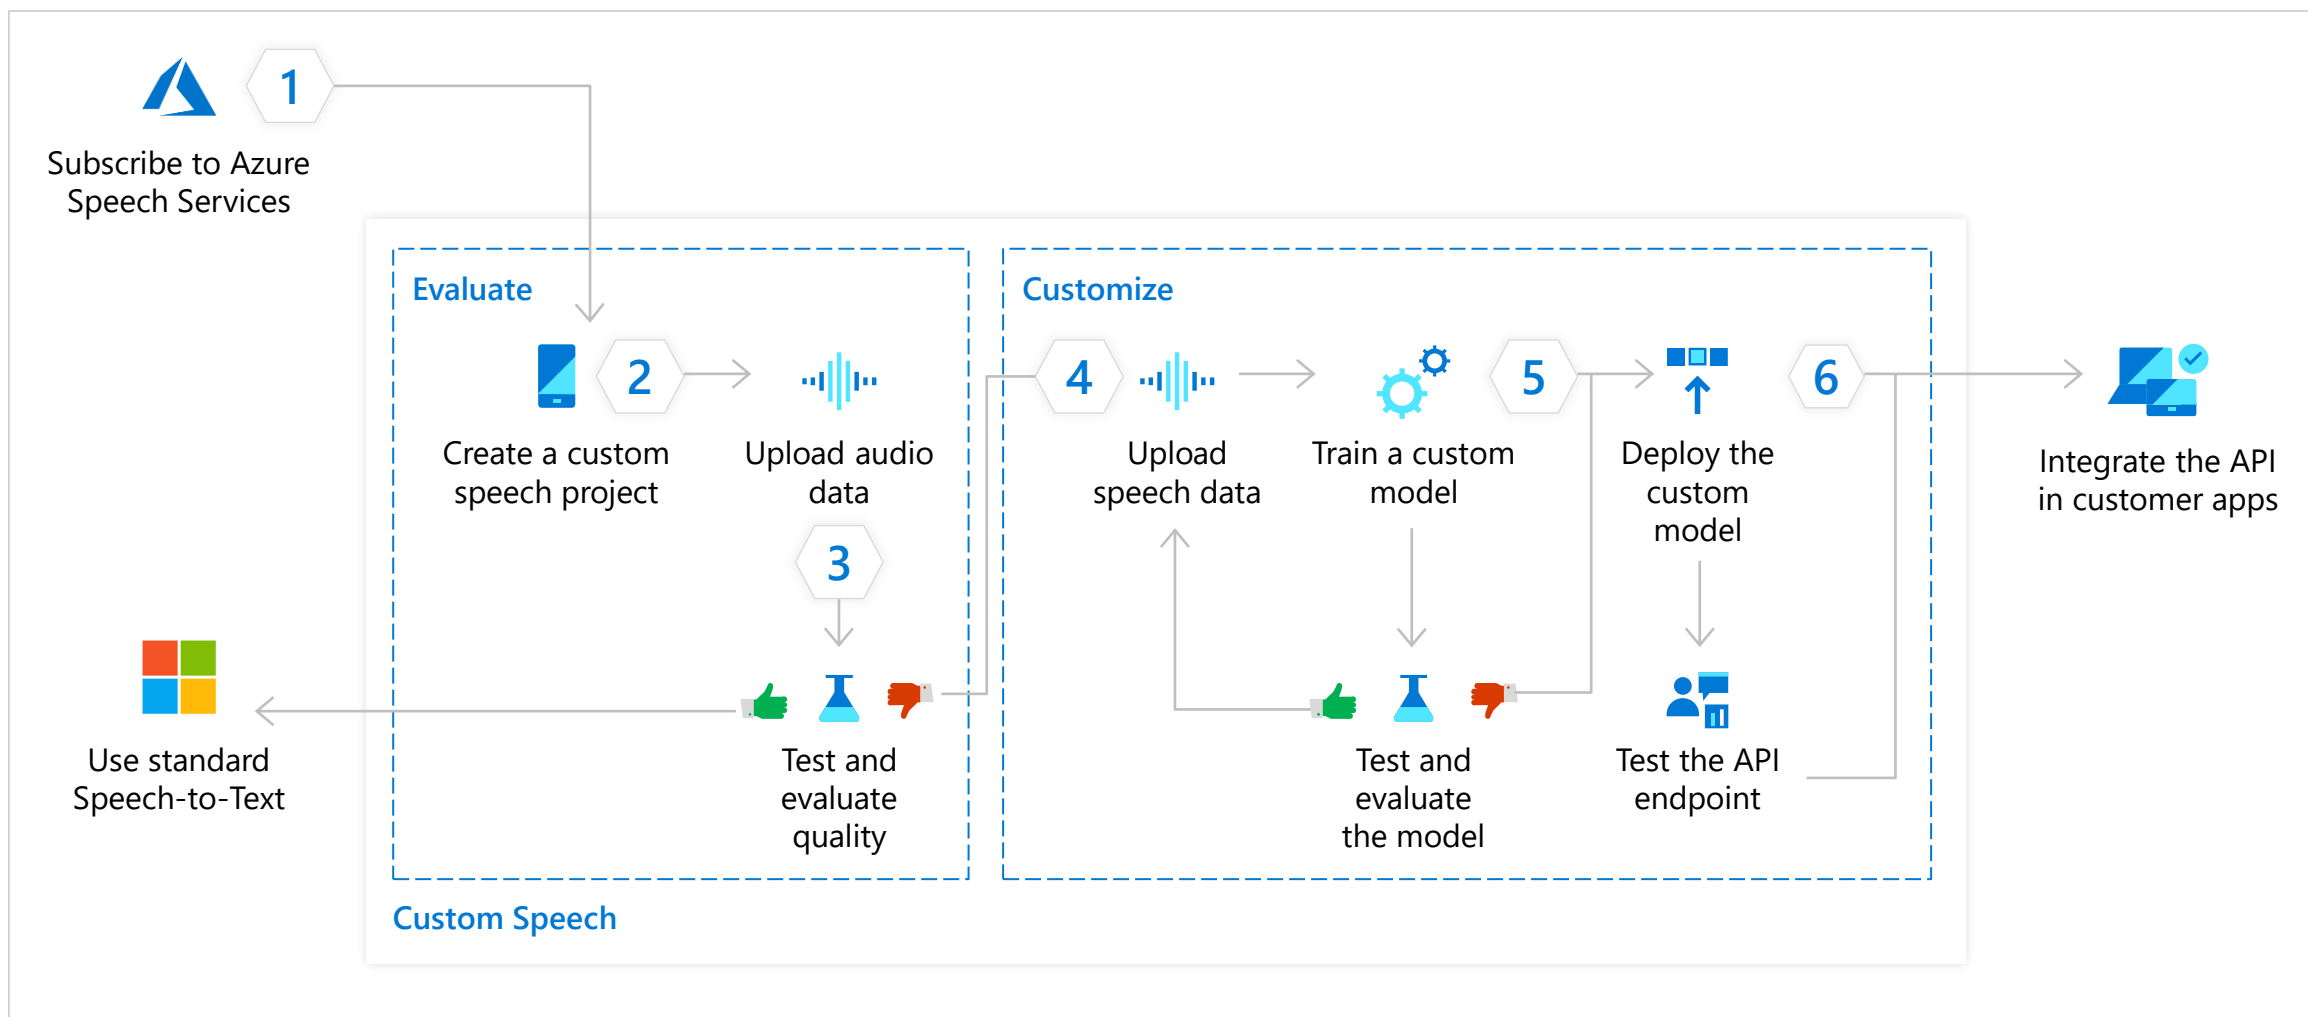 1
Subscribe to Azure
Speech Services
Evaluate
2
Create a custom
speech project
Upload audio
data
3
Test and
evaluate
quality
Use standard
Speech-to-Text
Customize
4
Upload
speech data
Train a custom
model
5
Test and
evaluate
the model
Deploy the
custom
model
6
Test the API
endpoint
Integrate the API
in customer apps
Custom Speech